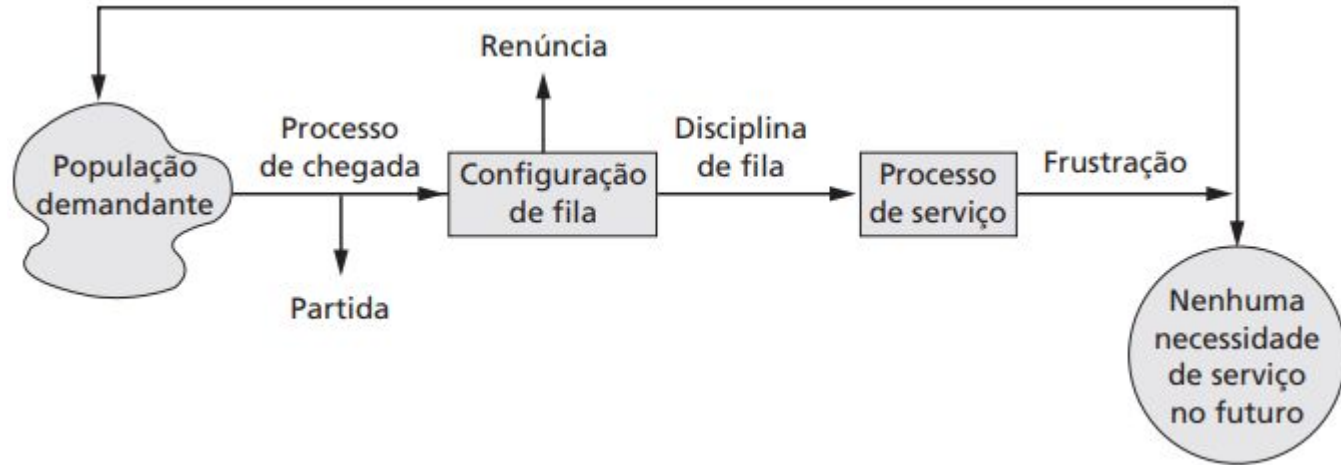 Renúncia
População
demandante
Processo
de chegada
Partida
Configuração
de fila
Disciplina
de fila
Processo
de serviço
Frustração
Nenhuma
necessidade
de serviço
no futuro